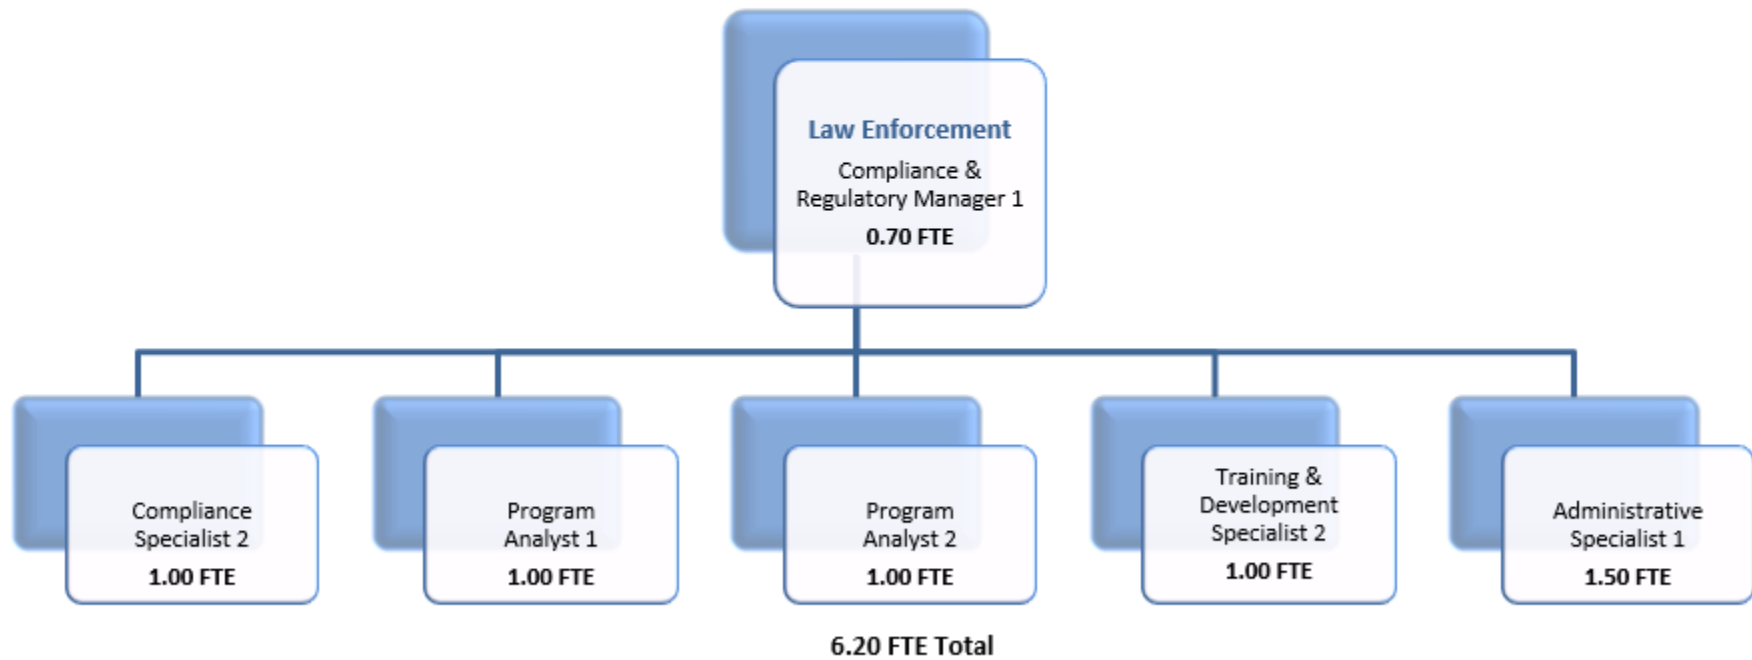 Law Enforcement
Compliance &
Regulatory Manager 1
0.70 FTE
Compliance
Specialist 2
1.00 FTE
Program
Analyst 1
1.00 FTE
Program
Analyst 2
1.00 FTE
Training &
Development
Specialist 2
1.00 FTE
Administrative
Specialist 1
1.50 FTE
6.20 FTE Total